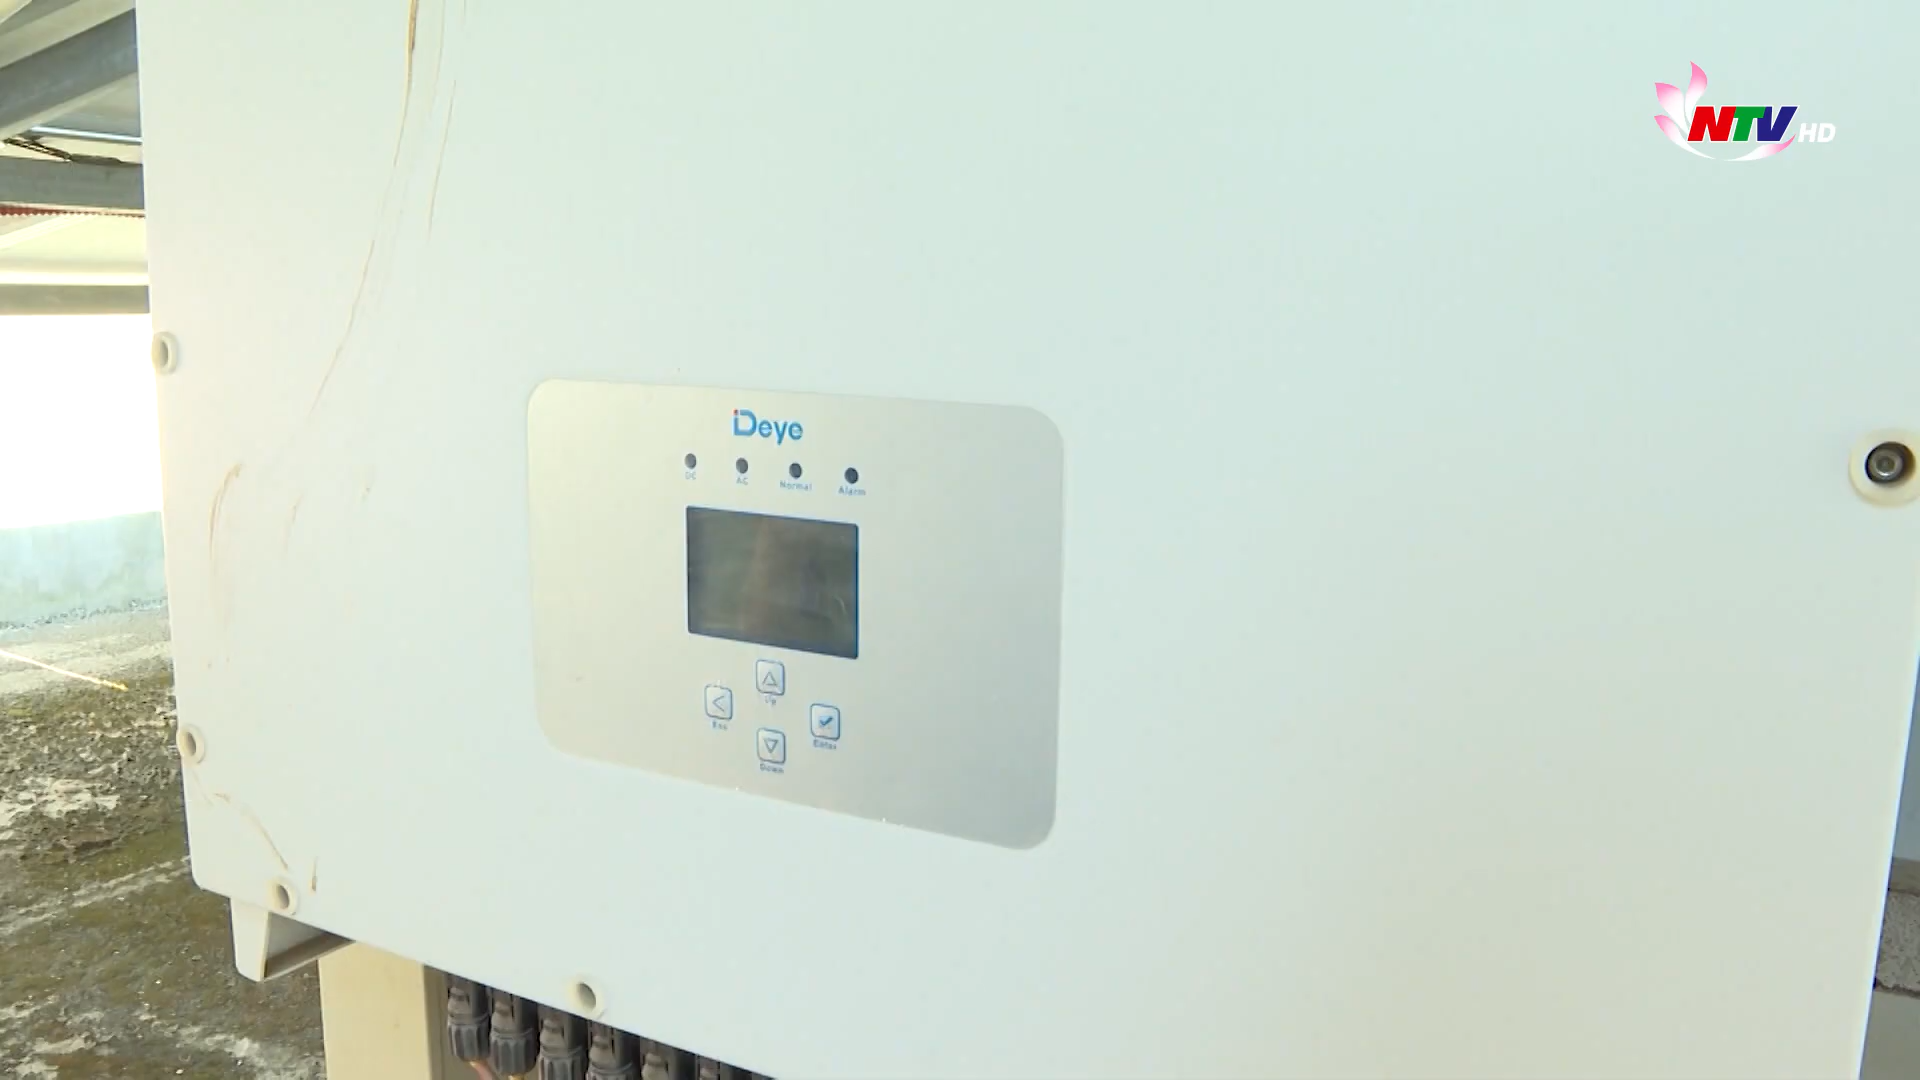 NTV HD
Deye
DC AC Normal Alarm
Up
Esc
Enter
Down